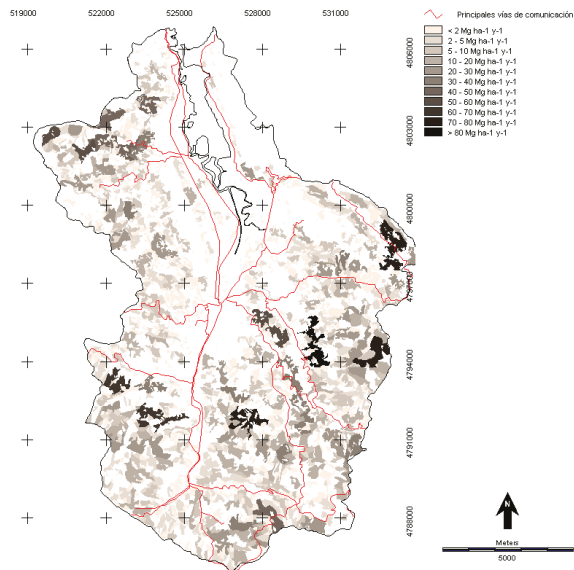 519000
522000
525000
528000
531000
Principales vías de comunicación
< 2 Mg ha-1 y-1
2 - 5 Mg ha-1 y-1
5 - 10 Mg ha-1 y-1
10 - 20 Mg ha-1 y-1
20 - 30 Mg ha-1 y-1
30 - 40 Mg ha-1 y-1
40 - 50 Mg ha-1 y-1
50 - 60 Mg ha-1 y-1
60 - 70 Mg ha-1 y-1
70 - 80 Mg ha-1 y-1
> 80 Mg ha-1 y-1
4806000
4803000
4800000
4797000
4794000
4791000
4788000
N
Meters
5000